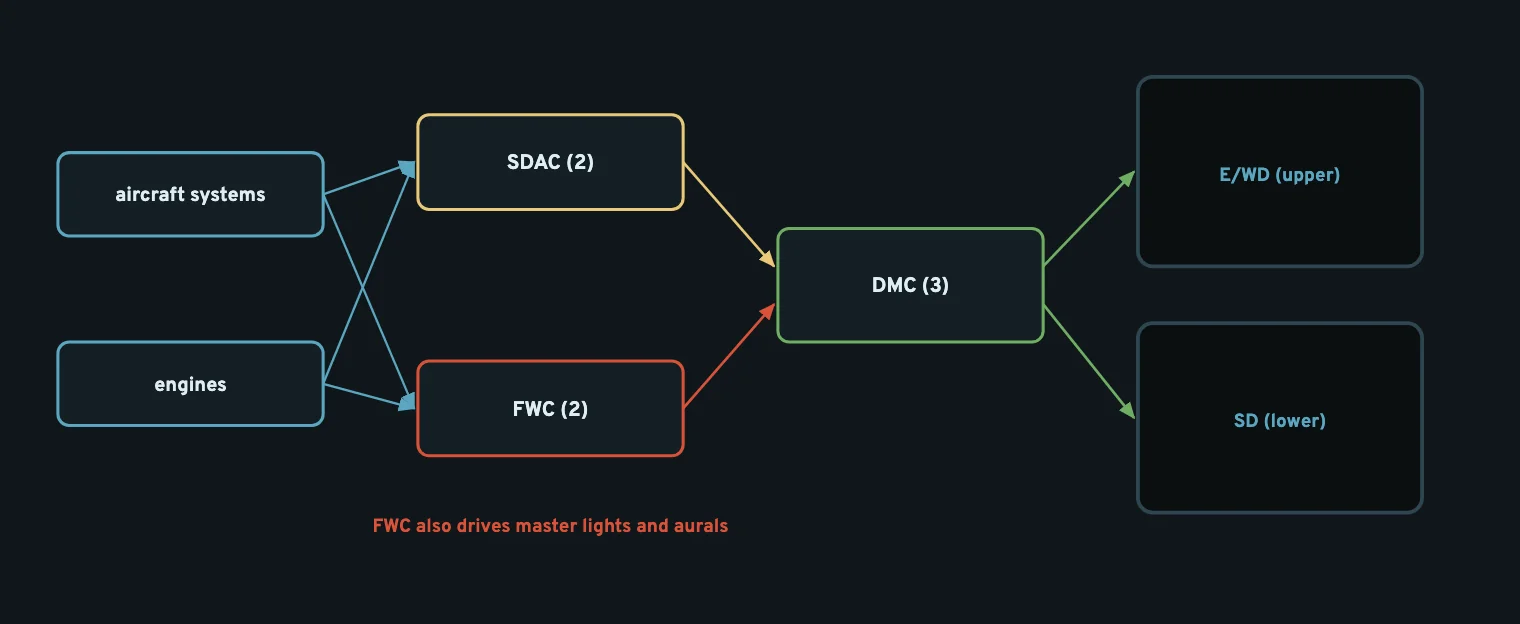 aircraft systems
engines
SDAC (2)
FWC (2)
FWC also drives master lights and aurals
DMC (3)
E/WD (upper)
SD (lower)